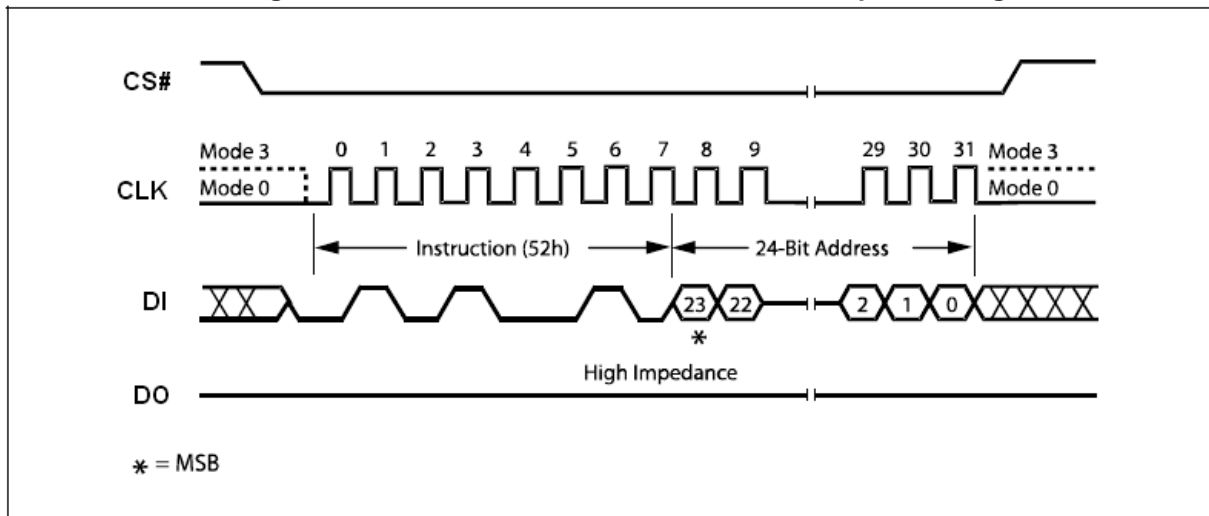 CS#
Mode 3 0 1 2 3 4 5 6 7 8 9 29 30 31 Mode 3
CLK Mode 0 Mode 0
Instruction (52h) 24-Bit Address
DI 23 22 2 1 0
*
High Impedance
DO
* = MSB